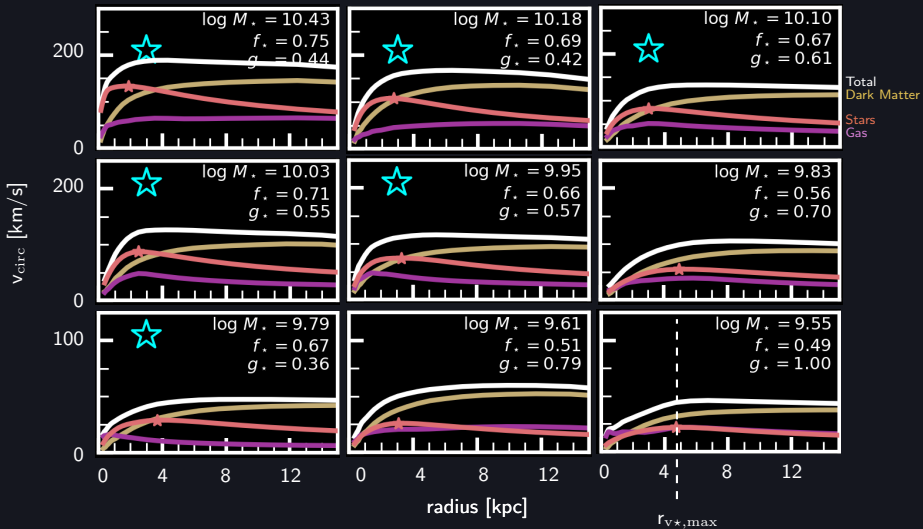 log M⋆ = 10.43
f⋆ = 0.75
g⋆ = 0.44
log M⋆ = 10.18
f⋆ = 0.69
g⋆ = 0.42
log M⋆ = 10.10
f⋆ = 0.67
g⋆ = 0.61
200
0
Total
Dark Matter
Stars
Gas
log M⋆ = 10.03
f⋆ = 0.71
g⋆ = 0.55
log M⋆ = 9.95
f⋆ = 0.66
g⋆ = 0.57
log M⋆ = 9.83
f⋆ = 0.56
g⋆ = 0.70
200
0
v_circ [km/s]
log M⋆ = 9.79
f⋆ = 0.67
g⋆ = 0.36
log M⋆ = 9.61
f⋆ = 0.51
g⋆ = 0.79
log M⋆ = 9.55
f⋆ = 0.49
g⋆ = 1.00
100
0
0 4 8 12 4 8 12 0 4 8 12
radius [kpc]
r_v⋆,max